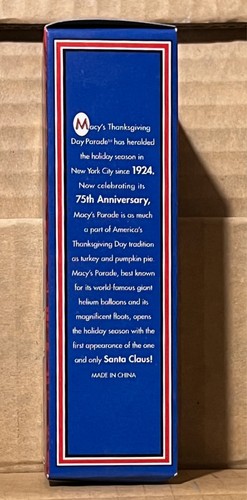 Macy's Thanksgiving
Day Parade has heralded
the holiday season in
New York City since 1924.
Now celebrating its
75th Anniversary,
Macy's Parade is as much
a part of America's
Thanksgiving Day tradition
as turkey and pumpkin pie.
Macy's Parade, best known
for its world-famous giant
helium balloons and its
magnificent floats, opens
the holiday season with the
first appearance of the one
and only Santa Claus!
MADE IN CHINA